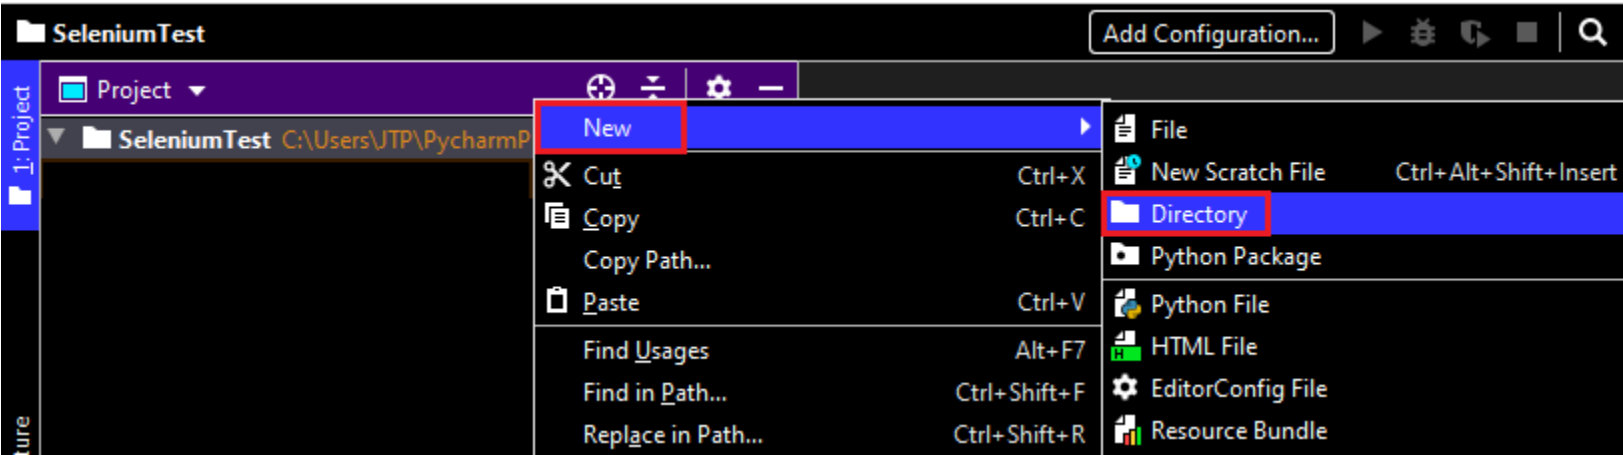 SeleniumTest
Add Configuration...
1: Project
Project
SeleniumTest C:\Users\JTP\PycharmP
New
Cut Ctrl+X
Copy Ctrl+C
Copy Path...
Paste Ctrl+V
Find Usages Alt+F7
Find in Path... Ctrl+Shift+F
Replace in Path... Ctrl+Shift+R
File
New Scratch File Ctrl+Alt+Shift+Insert
Directory
Python Package
Python File
HTML File
EditorConfig File
Resource Bundle
ture